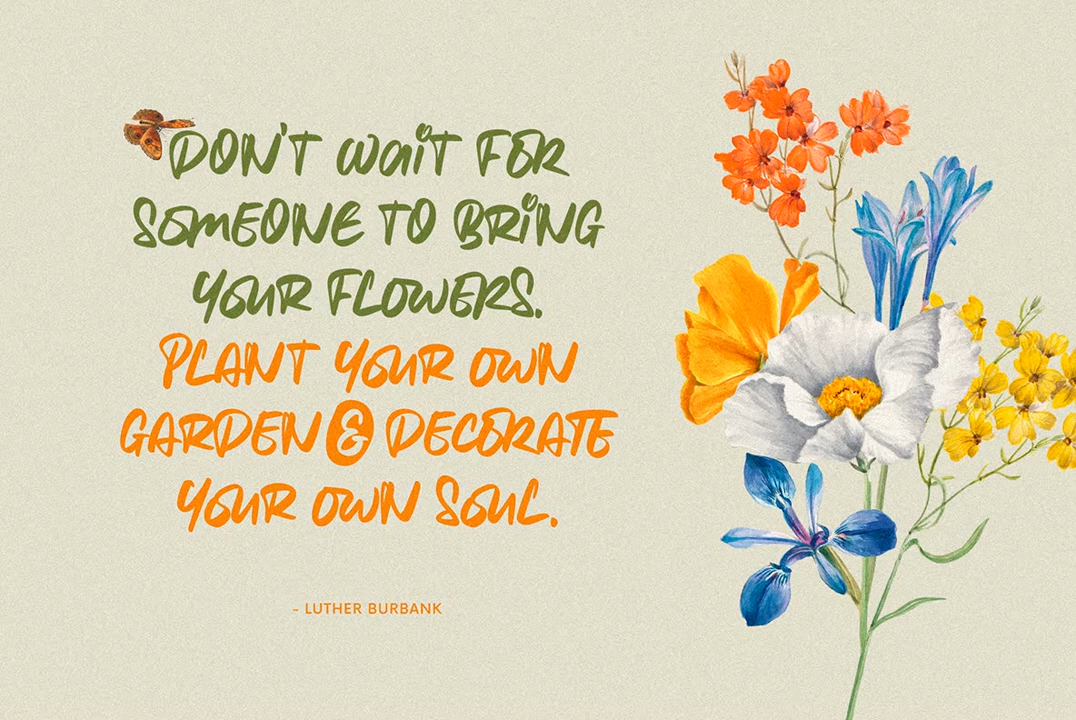 DON'T WAIT FOR
SOMEONE TO BRING
YOUR FLOWERS.
PLANT YOUR OWN
GARDEN & DECORATE
YOUR OWN SOUL.
- LUTHER BURBANK